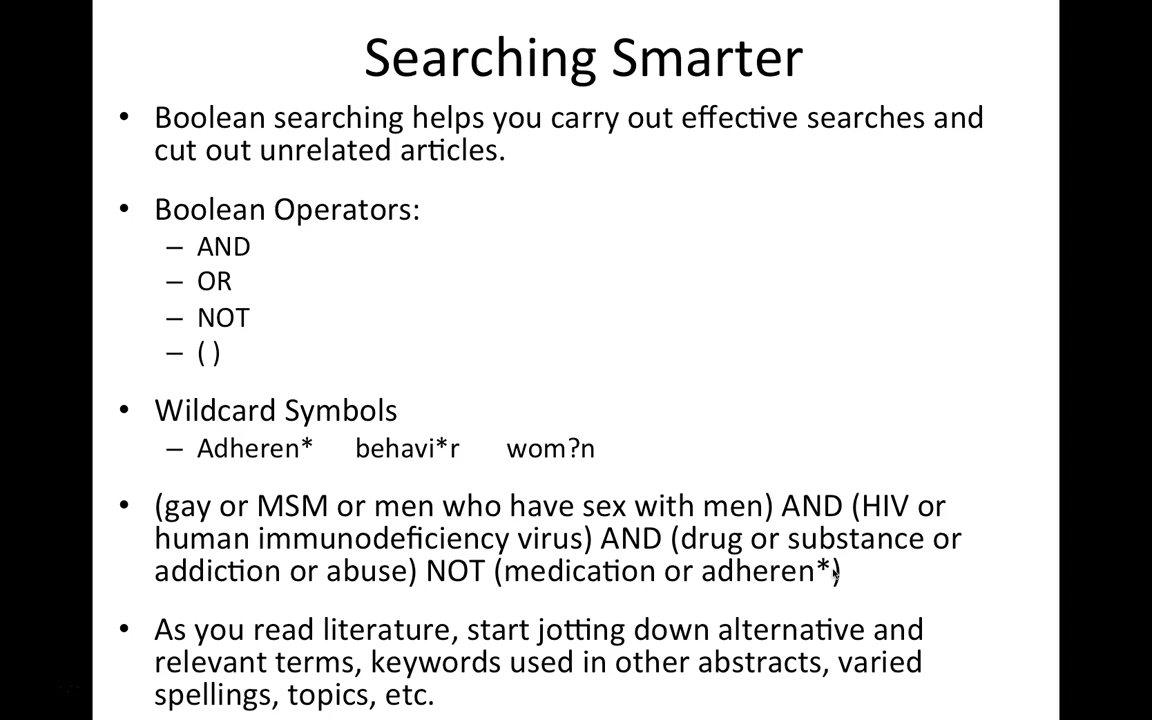 Searching Smarter
• Boolean searching helps you carry out effective searches and
cut out unrelated articles.
• Boolean Operators:
– AND
– OR
– NOT
– ( )
• Wildcard Symbols
– Adheren* behavi*r wom?n
• (gay or MSM or men who have sex with men) AND (HIV or
human immunodeficiency virus) AND (drug or substance or
addiction or abuse) NOT (medication or adheren*)
• As you read literature, start jotting down alternative and
relevant terms, keywords used in other abstracts, varied
spellings, topics, etc.